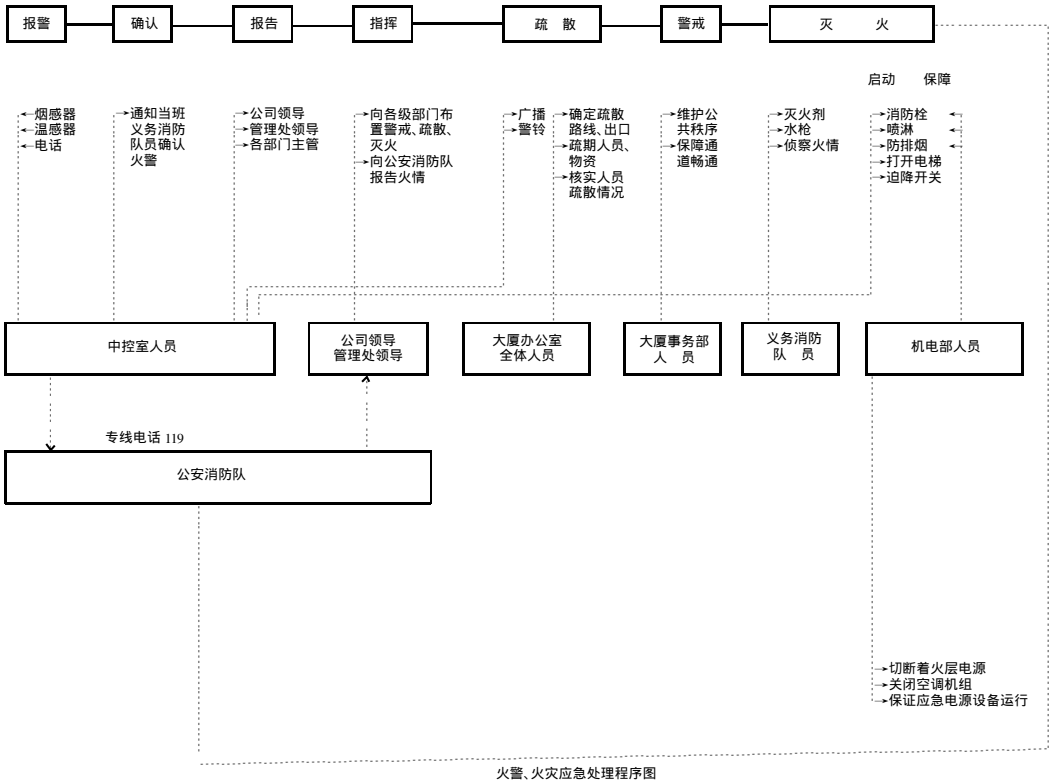 报警
确认
报告
指挥
疏 散
警戒
灭 火
启动 保障
烟感器
温感器
电话
通知当班
义务消防
队员确认
火警
公司领导
管理处领导
各部门主管
向各级部门布
置警戒、疏散、
灭火
向公安消防队
报告火情
广播
警铃
确定疏散
路线、出口
疏期人员、
物资
核实人员
疏散情况
维护公
共秩序
保障通
道畅通
灭火剂
水枪
侦察火情
消防栓
喷淋
防排烟
打开电梯
迫降开关
中控室人员
公司领导
管理处领导
大厦办公室
全体人员
大厦事务部
人 员
义务消防
队 员
机电部人员
专线电话 119
公安消防队
切断着火层电源
关闭空调机组
保证应急电源设备运行
火警、火灾应急处理程序图